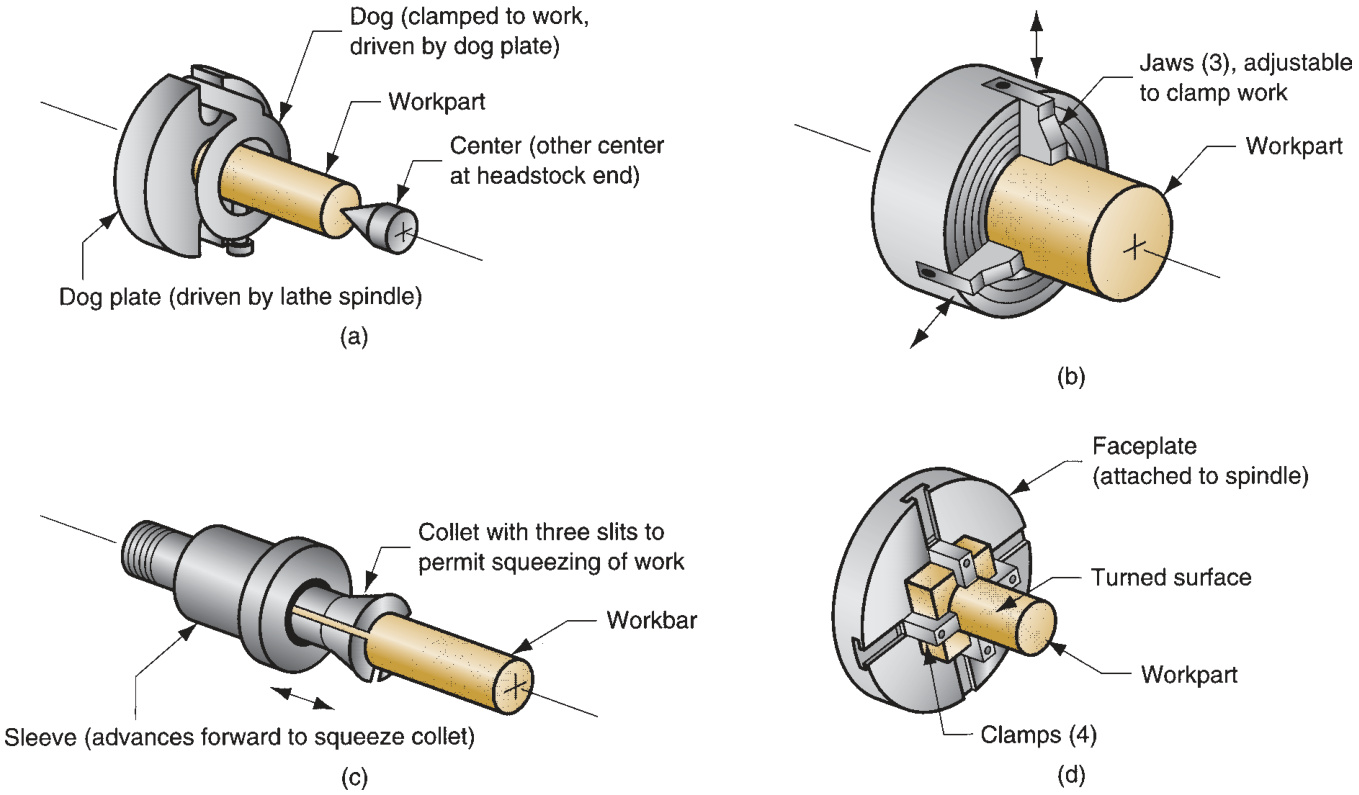 Dog (clamped to work,
driven by dog plate)
Workpart
Center (other center
at headstock end)
Dog plate (driven by lathe spindle)
(a)
Jaws (3), adjustable
to clamp work
Workpart
(b)
Collet with three slits to
permit squeezing of work
Workbar
Sleeve (advances forward to squeeze collet)
(c)
Faceplate
(attached to spindle)
Turned surface
Workpart
Clamps (4)
(d)